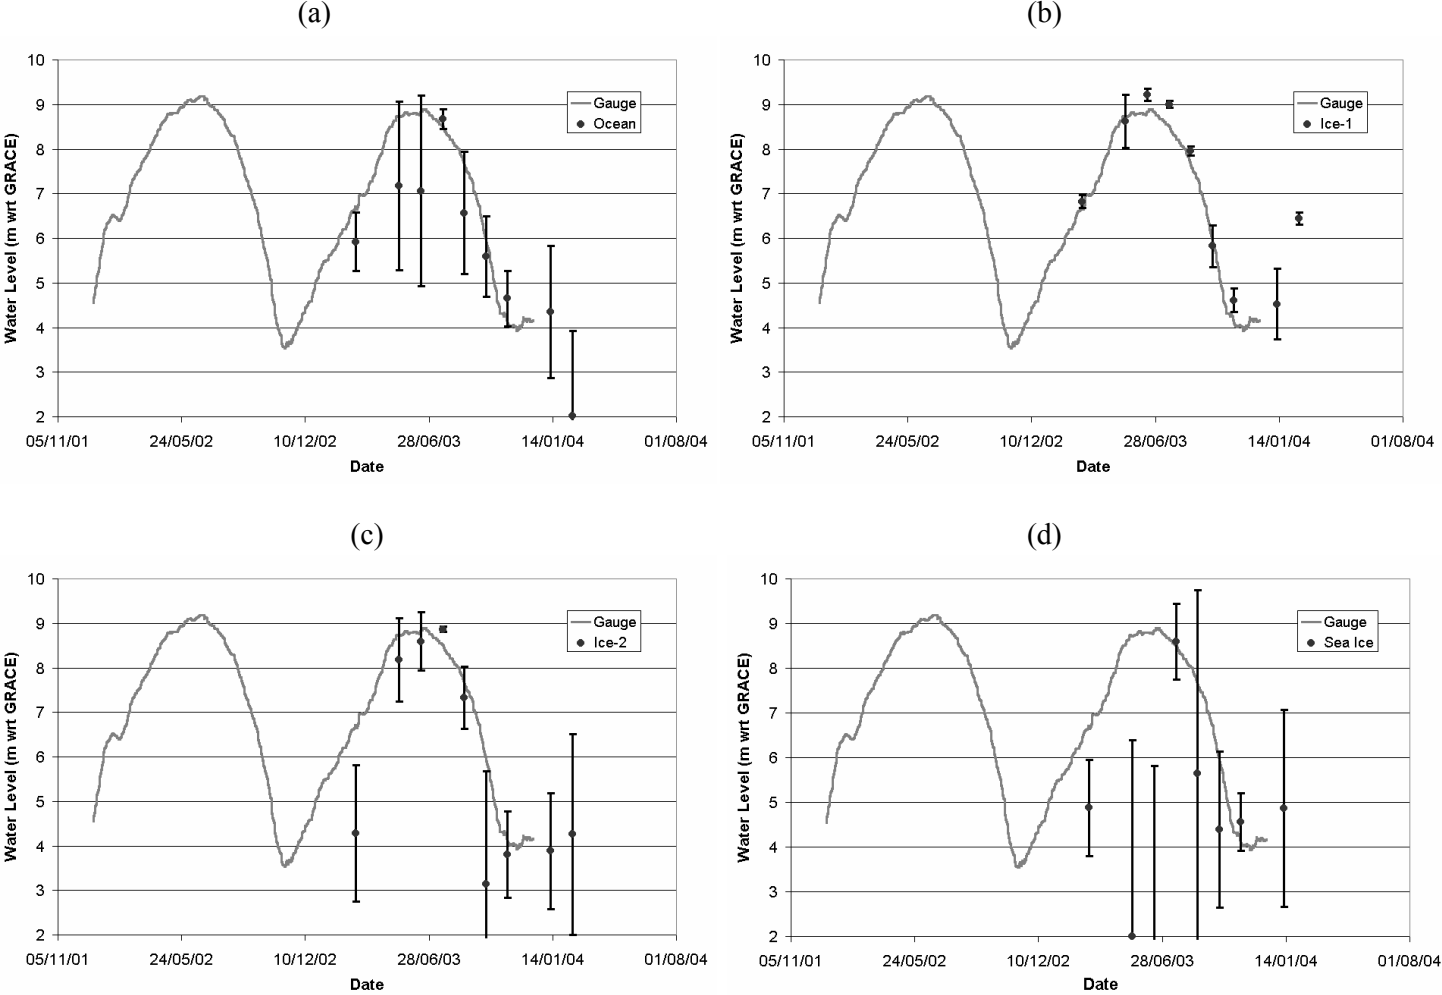 (a)
10
9
8
7
6
5
4
3
2
Water Level (m wrt GRACE)
Gauge
Ocean
05/11/01 24/05/02 10/12/02 28/06/03 14/01/04 01/08/04
Date
(b)
10
9
8
7
6
5
4
3
2
Water Level (m wrt GRACE)
Gauge
Ice-1
05/11/01 24/05/02 10/12/02 28/06/03 14/01/04 01/08/04
Date
(c)
10
9
8
7
6
5
4
3
2
Water Level (m wrt GRACE)
Gauge
Ice-2
05/11/01 24/05/02 10/12/02 28/06/03 14/01/04 01/08/04
Date
(d)
10
9
8
7
6
5
4
3
2
Water Level (m wrt GRACE)
Gauge
Sea Ice
05/11/01 24/05/02 10/12/02 28/06/03 14/01/04 01/08/04
Date